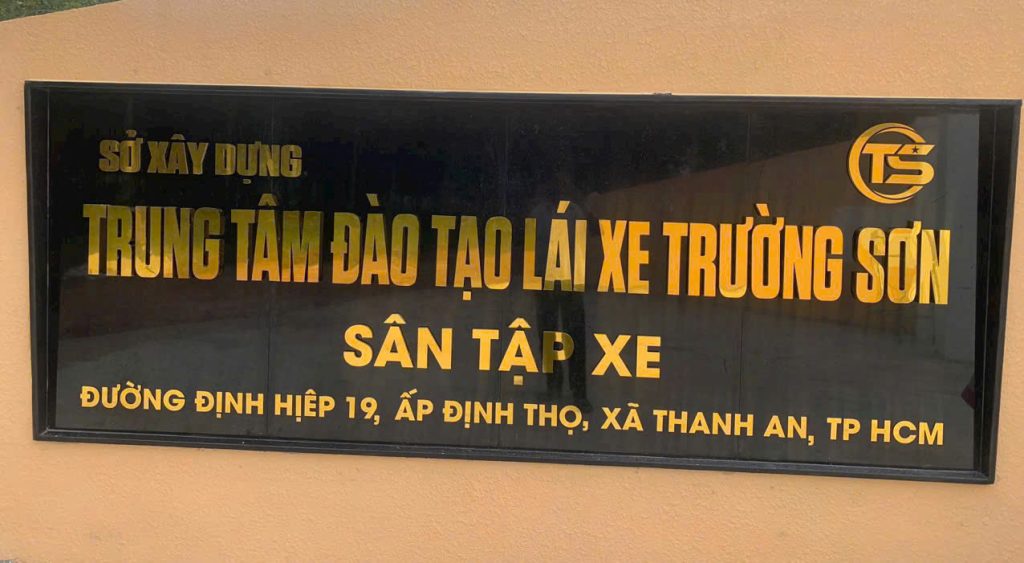 SỞ XÂY DỰNG
TS
TRUNG TÂM ĐÀO TẠO LÁI XE TRƯỜNG SƠN
SÂN TẬP XE
ĐƯỜNG ĐỊNH HIỆP 19, ẤP ĐỊNH THỌ, XÃ THANH AN, TP HCM